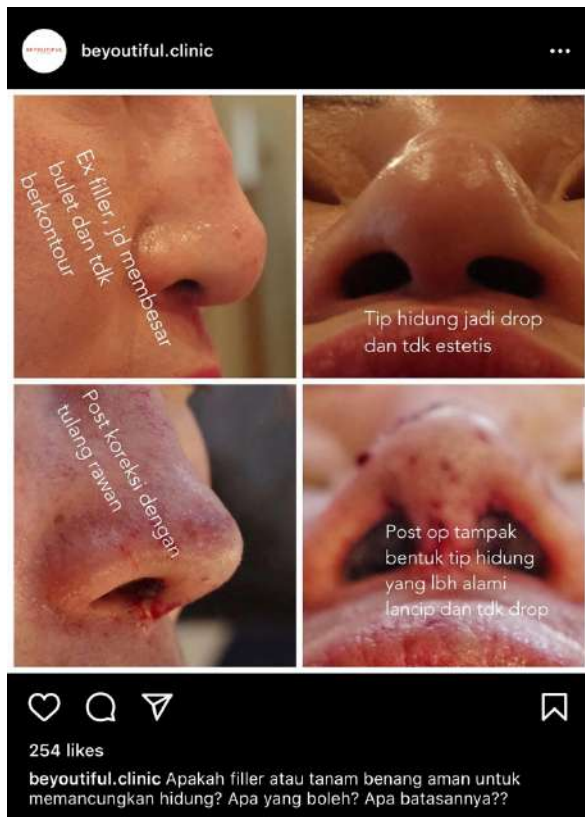 BEYOUTIFUL
beyoutiful.clinic
Ex filler, jd membesar
bulet dan tdk
berkontour
Tip hidung jadi drop
dan tdk estetis
Post koreksi dengan
tulang rawan
Post op tampak
bentuk tip hidung
yang lbh alami
lancip dan tdk drop
254 likes
beyoutiful.clinic Apakah filler atau tanam benang aman untuk
memancungkan hidung? Apa yang boleh? Apa batasannya??